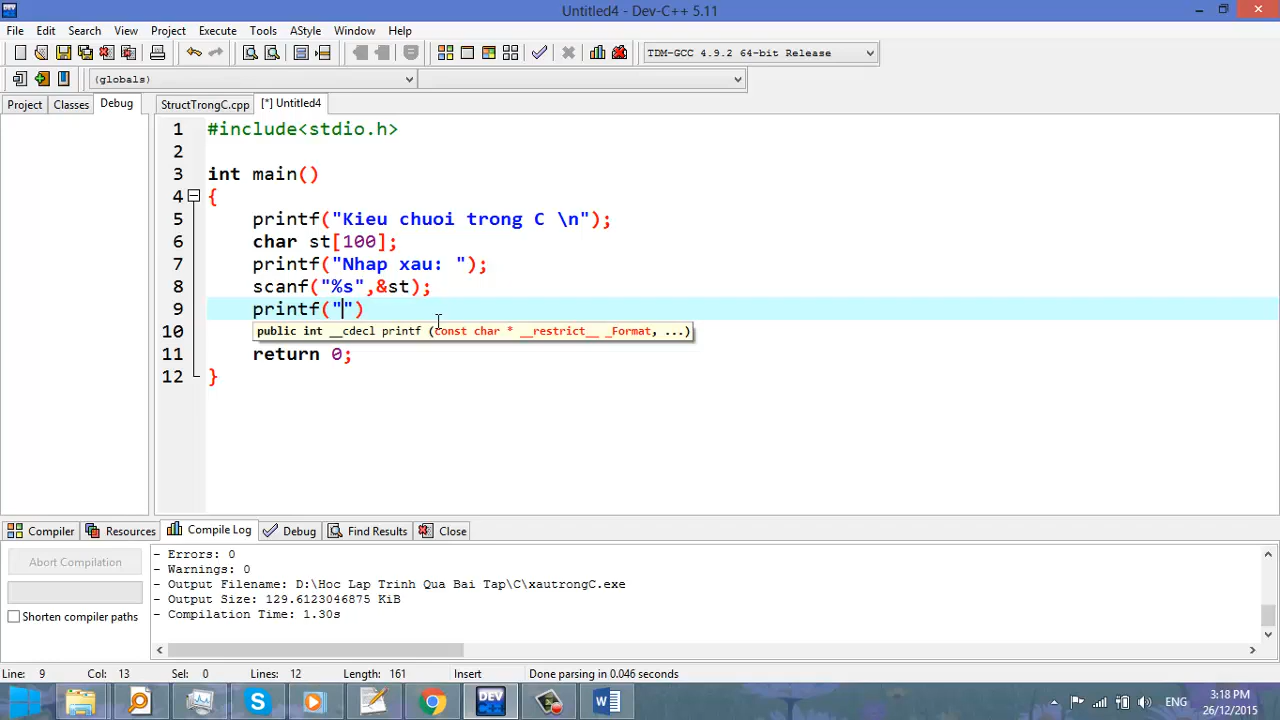 Untitled4 - Dev-C++ 5.11
File Edit Search View Project Execute Tools AStyle Window Help
TDM-GCC 4.9.2 64-bit Release
(globals)
Project Classes Debug StructTrongC.cpp [*] Untitled4
1 #include<stdio.h>
2
3 int main()
4 {
5 printf("Kieu chuoi trong C \n");
6 char st[100];
7 printf("Nhap xau: ");
8 scanf("%s",&st);
9 printf("")
10 public int __cdecl printf (const char * __restrict__ _Format, ...)
11 return 0;
12 }
Compiler Resources Compile Log Debug Find Results Close
Abort Compilation
Shorten compiler paths
- Errors: 0
- Warnings: 0
- Output Filename: D:\Hoc Lap Trinh Qua Bai Tap\C\xautrongC.exe
- Output Size: 129.6123046875 KiB
- Compilation Time: 1.30s
Line: 9 Col: 13 Sel: 0 Lines: 12 Length: 161 Insert Done parsing in 0.046 seconds
DEV
ENG
3:18 PM
26/12/2015